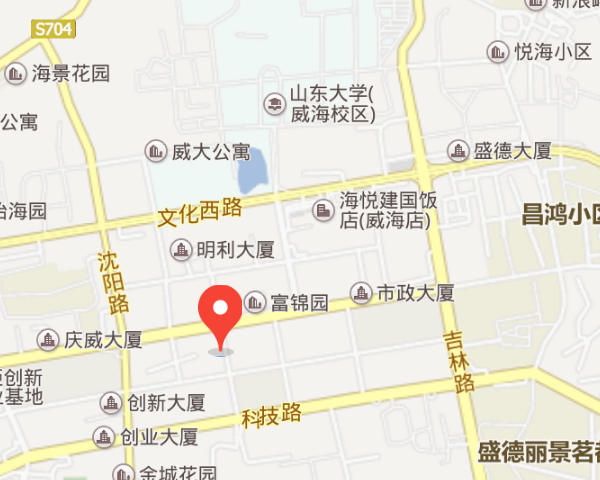 S704
新浪
悦海小区
海景花园
山东大学(
威海校区)
公寓
威大公寓
盛德大厦
海悦建国饭
店(威海店)
海园
文化西路
昌鸿小区
明利大厦
沈阳路
市政大厦
富锦园
庆威大厦
吉林路
创新
基地
创新大厦
科技路
创业大厦
盛德丽景茗都
金城花园